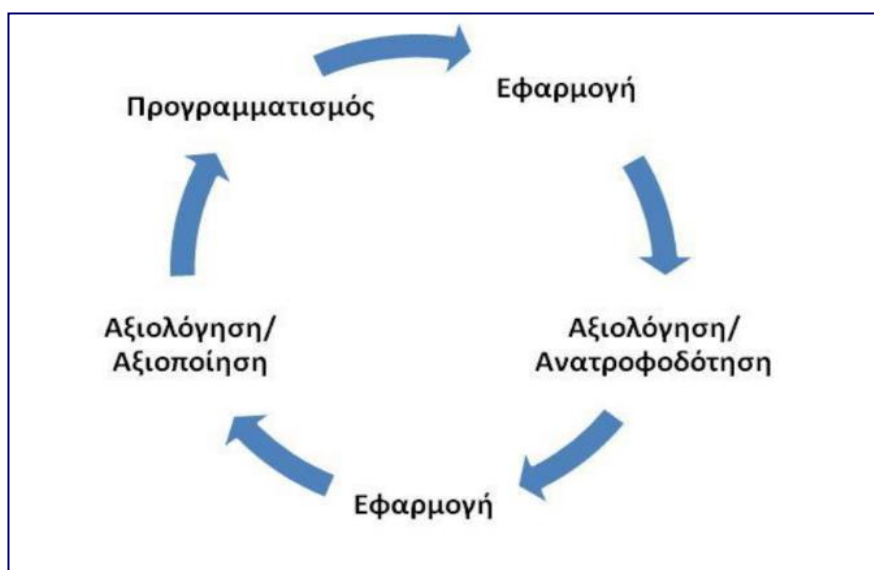 Προγραμματισμός
Εφαρμογή
Αξιολόγηση/
Ανατροφοδότηση
Εφαρμογή
Αξιολόγηση/
Αξιοποίηση